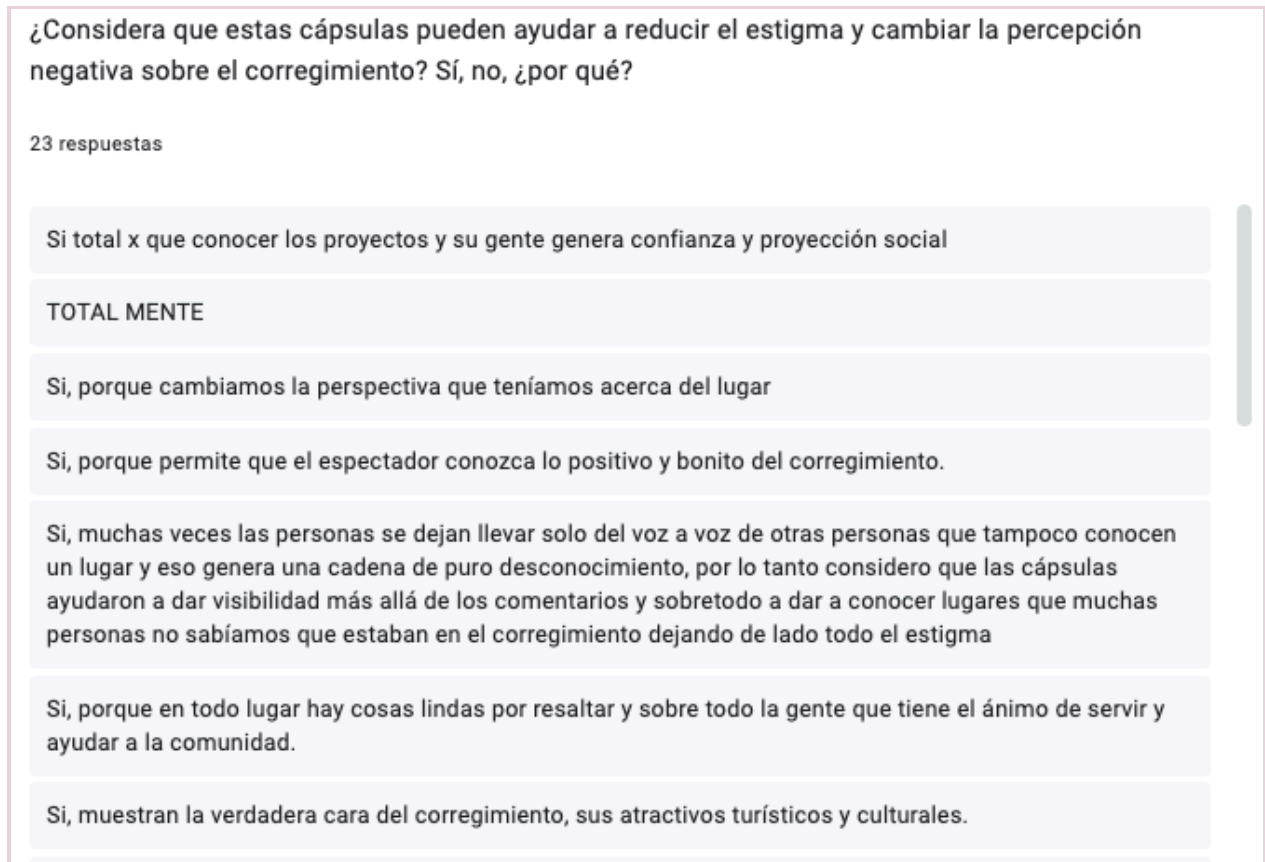 ¿Considera que estas cápsulas pueden ayudar a reducir el estigma y cambiar la percepción
negativa sobre el corregimiento? Sí, no, ¿por qué?
23 respuestas
Si total x que conocer los proyectos y su gente genera confianza y proyección social
TOTAL MENTE
Si, porque cambiamos la perspectiva que teníamos acerca del lugar
Si, porque permite que el espectador conozca lo positivo y bonito del corregimiento.
Si, muchas veces las personas se dejan llevar solo del voz a voz de otras personas que tampoco conocen
un lugar y eso genera una cadena de puro desconocimiento, por lo tanto considero que las cápsulas
ayudaron a dar visibilidad más allá de los comentarios y sobretodo a dar a conocer lugares que muchas
personas no sabíamos que estaban en el corregimiento dejando de lado todo el estigma
Si, porque en todo lugar hay cosas lindas por resaltar y sobre todo la gente que tiene el ánimo de servir y
ayudar a la comunidad.
Si, muestran la verdadera cara del corregimiento, sus atractivos turísticos y culturales.